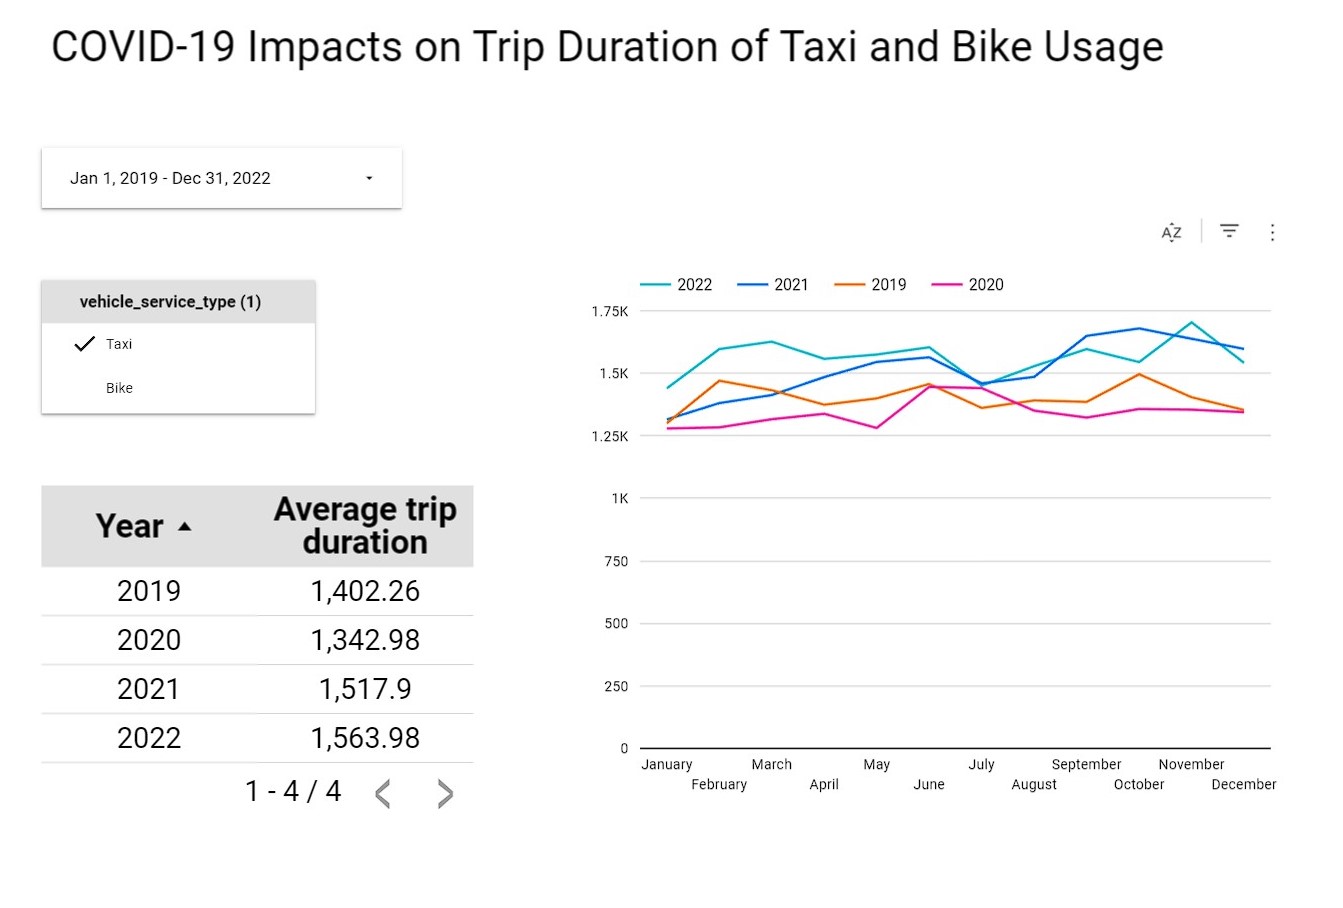 COVID-19 Impacts on Trip Duration of Taxi and Bike Usage
Jan 1, 2019 - Dec 31, 2022
vehicle_service_type (1)
Taxi
Bike
Year
Average trip
duration
2019 1,402.26
2020 1,342.98
2021 1,517.9
2022 1,563.98
1 - 4 / 4
AZ
2022 2021 2019 2020
1.75K
1.5K
1.25K
1K
750
500
250
0
January March May July September November
February April June August October December